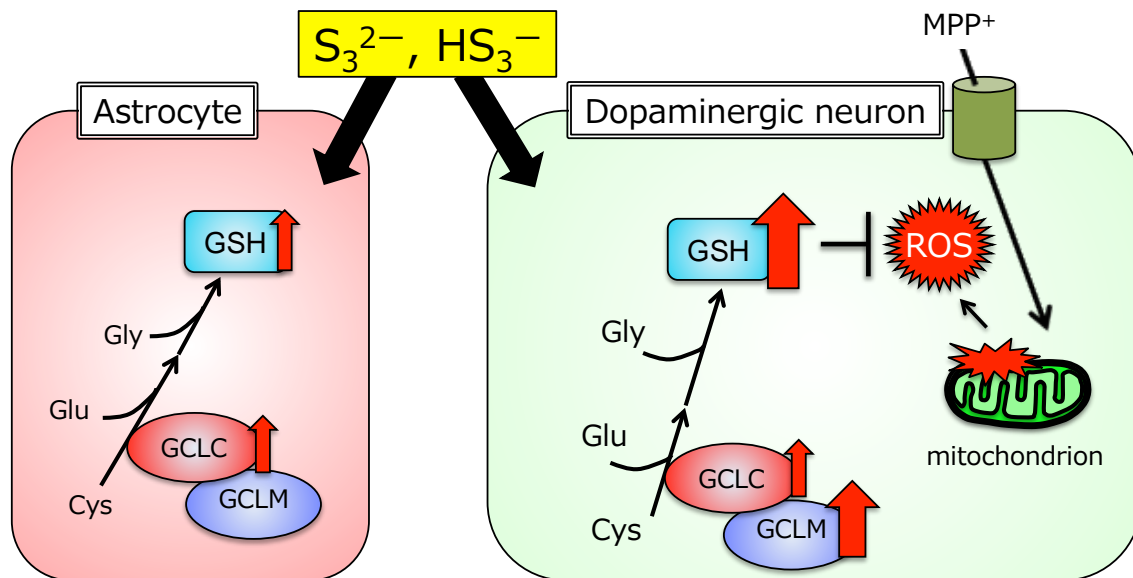 S₃²⁻, HS₃⁻
MPP⁺
Astrocyte
Dopaminergic neuron
GSH
Gly
Glu
GCLC
GCLM
Cys
GSH
ROS
Gly
Glu
GCLC
GCLM
Cys
mitochondrion